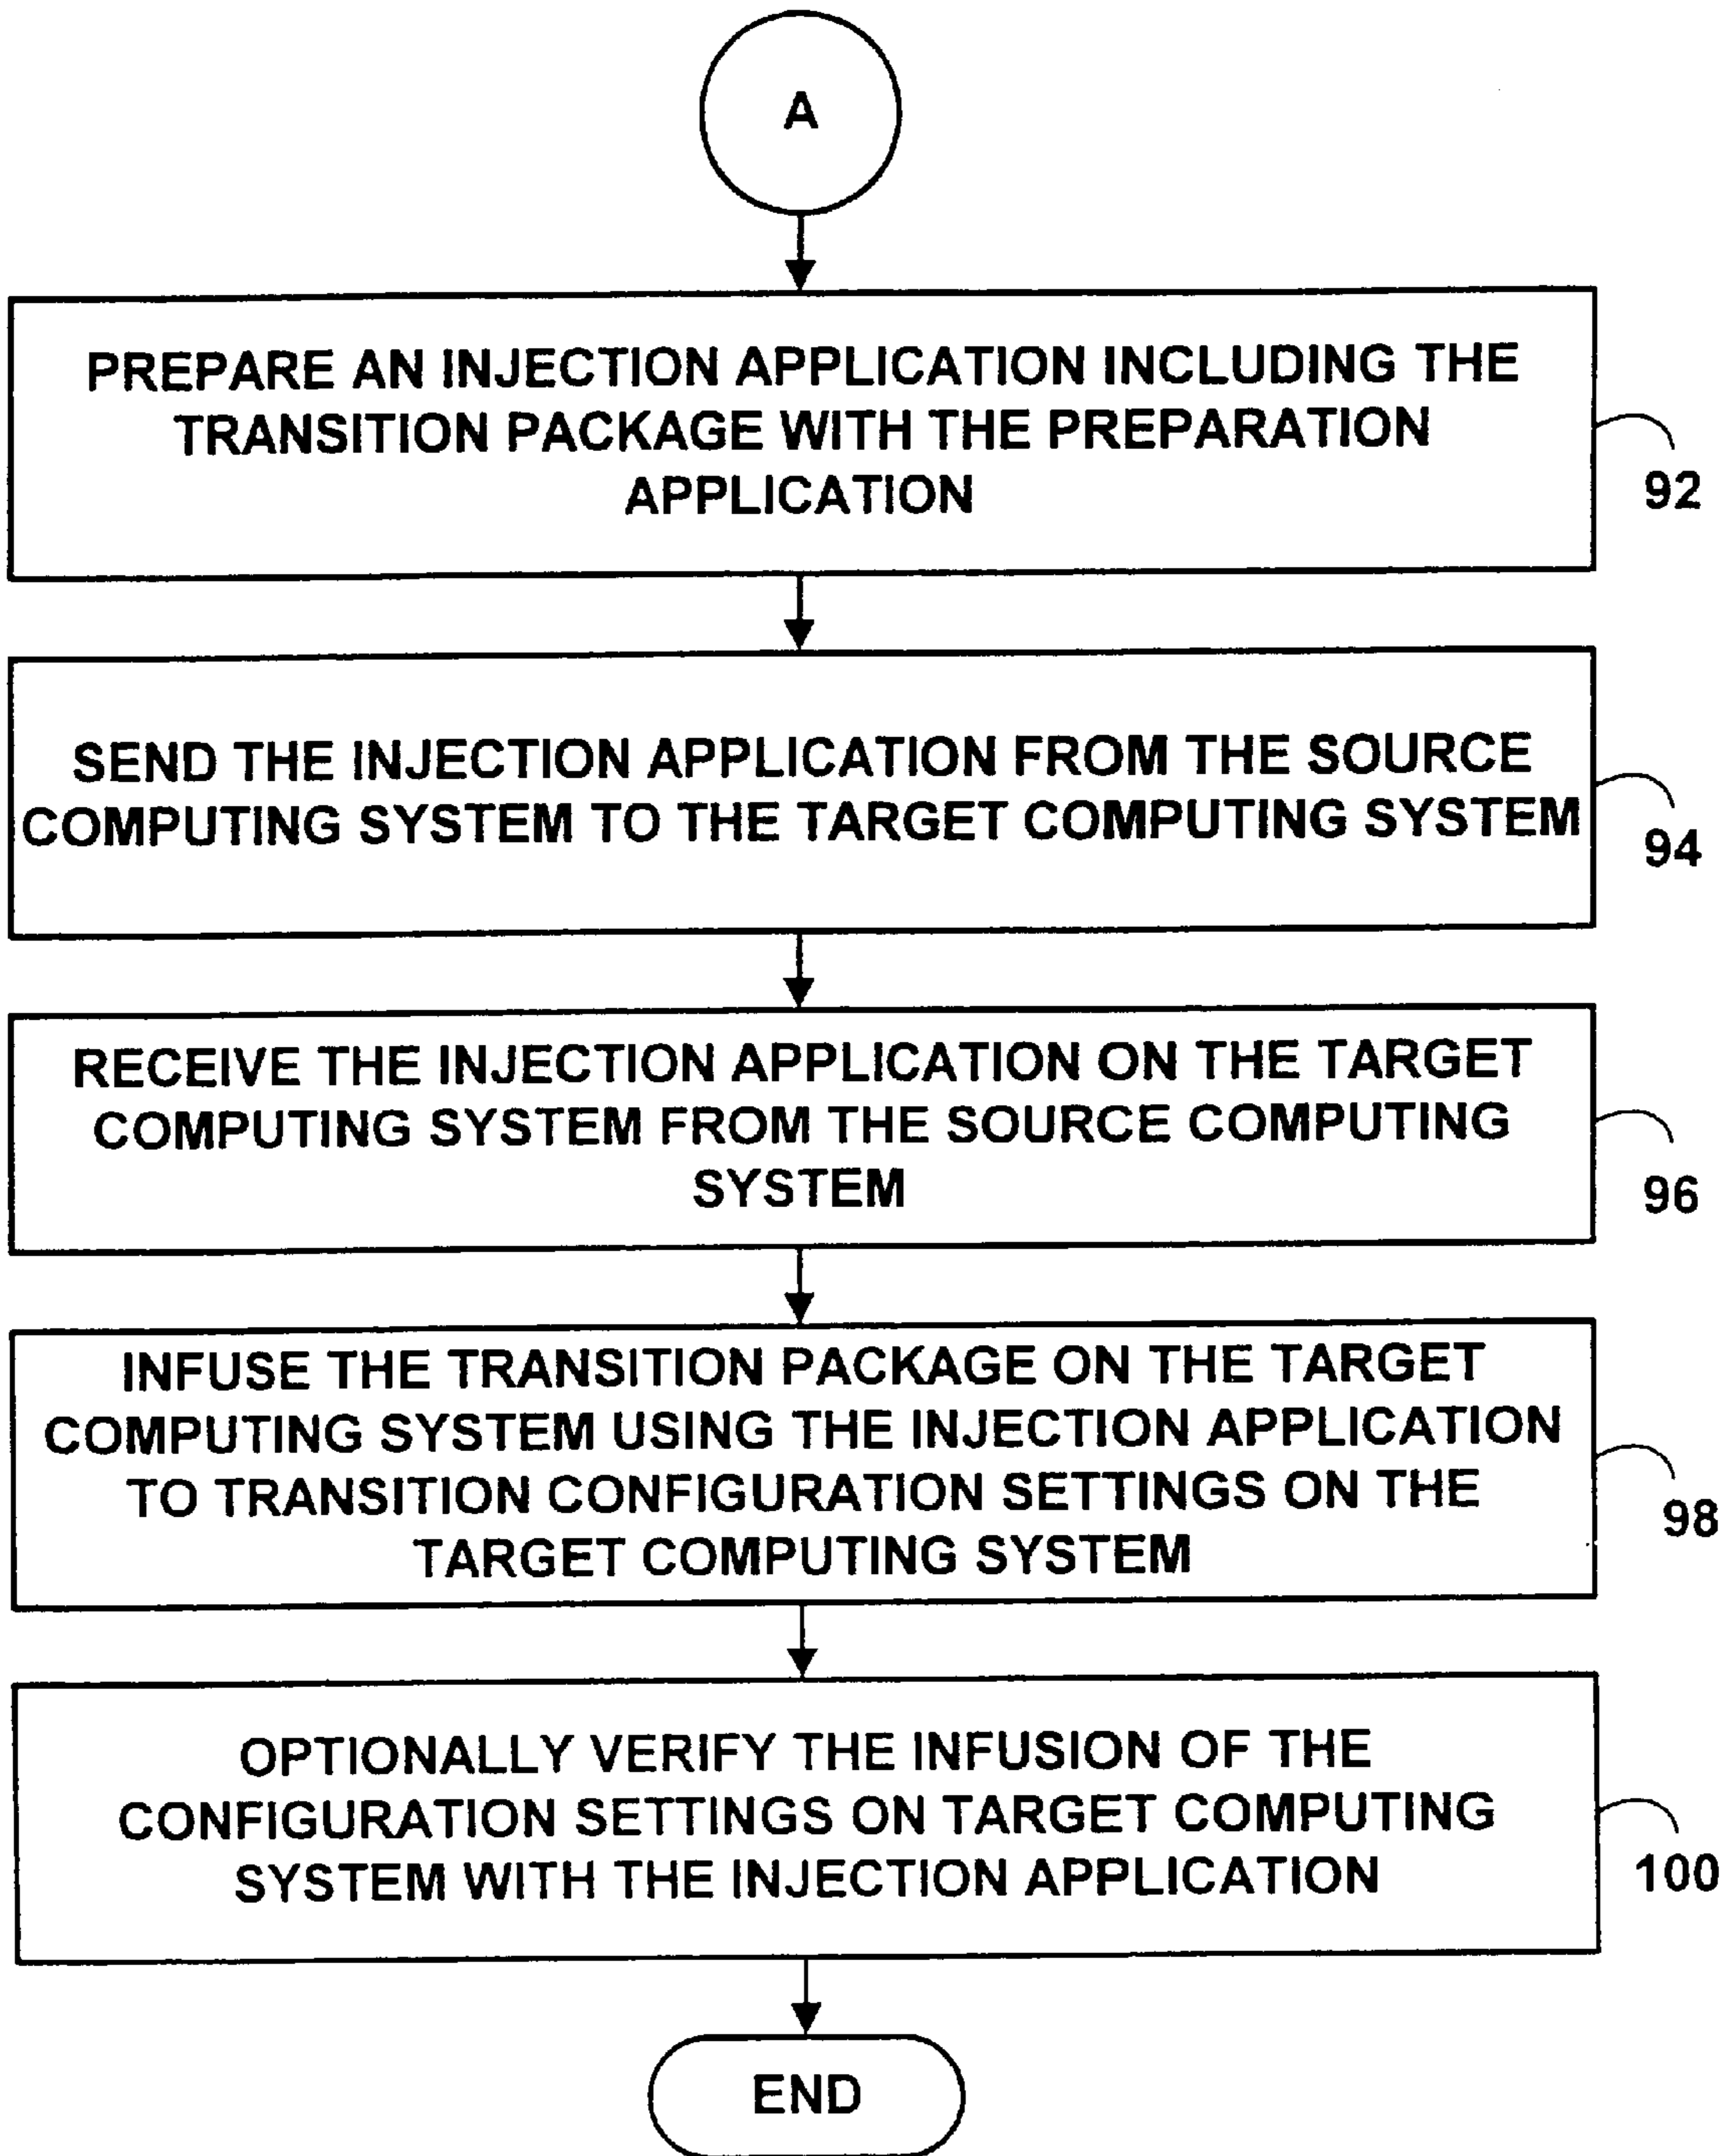 A
PREPARE AN INJECTION APPLICATION INCLUDING THE
TRANSITION PACKAGE WITH THE PREPARATION
APPLICATION
92
SEND THE INJECTION APPLICATION FROM THE SOURCE
COMPUTING SYSTEM TO THE TARGET COMPUTING SYSTEM
94
RECEIVE THE INJECTION APPLICATION ON THE TARGET
COMPUTING SYSTEM FROM THE SOURCE COMPUTING
SYSTEM
96
INFUSE THE TRANSITION PACKAGE ON THE TARGET
COMPUTING SYSTEM USING THE INJECTION APPLICATION
TO TRANSITION CONFIGURATION SETTINGS ON THE
TARGET COMPUTING SYSTEM
98
OPTIONALLY VERIFY THE INFUSION OF THE
CONFIGURATION SETTINGS ON TARGET COMPUTING
SYSTEM WITH THE INJECTION APPLICATION
100
END